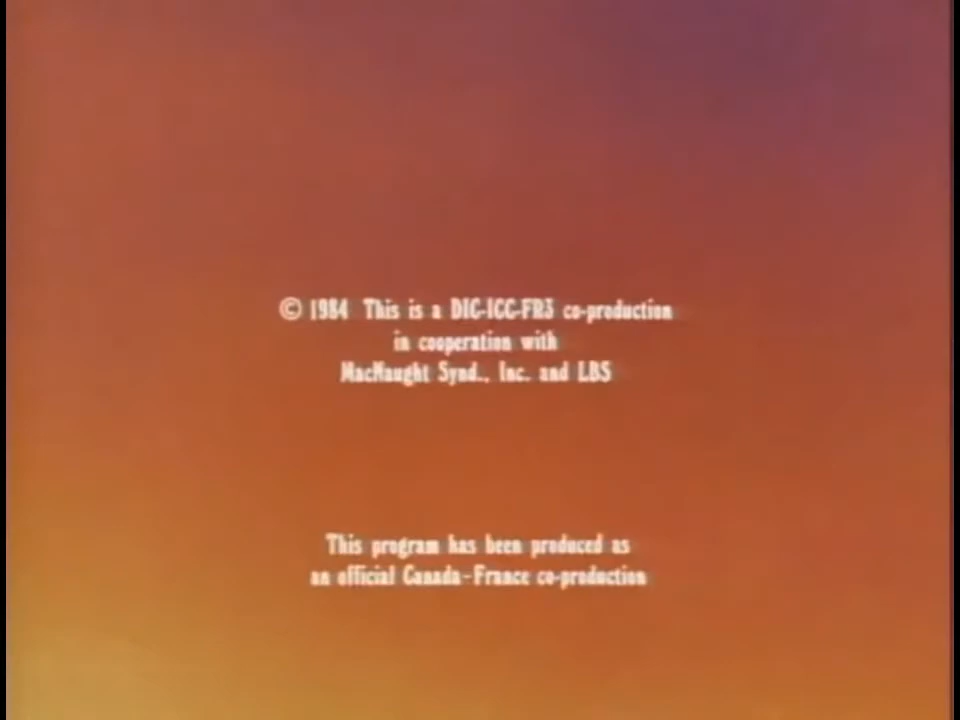 © 1984 This is a DIC-ICC-FR3 co-production
in cooperation with
MacNaught Synd., Inc. and LBS
This program has been produced as
an official Canada-France co-production